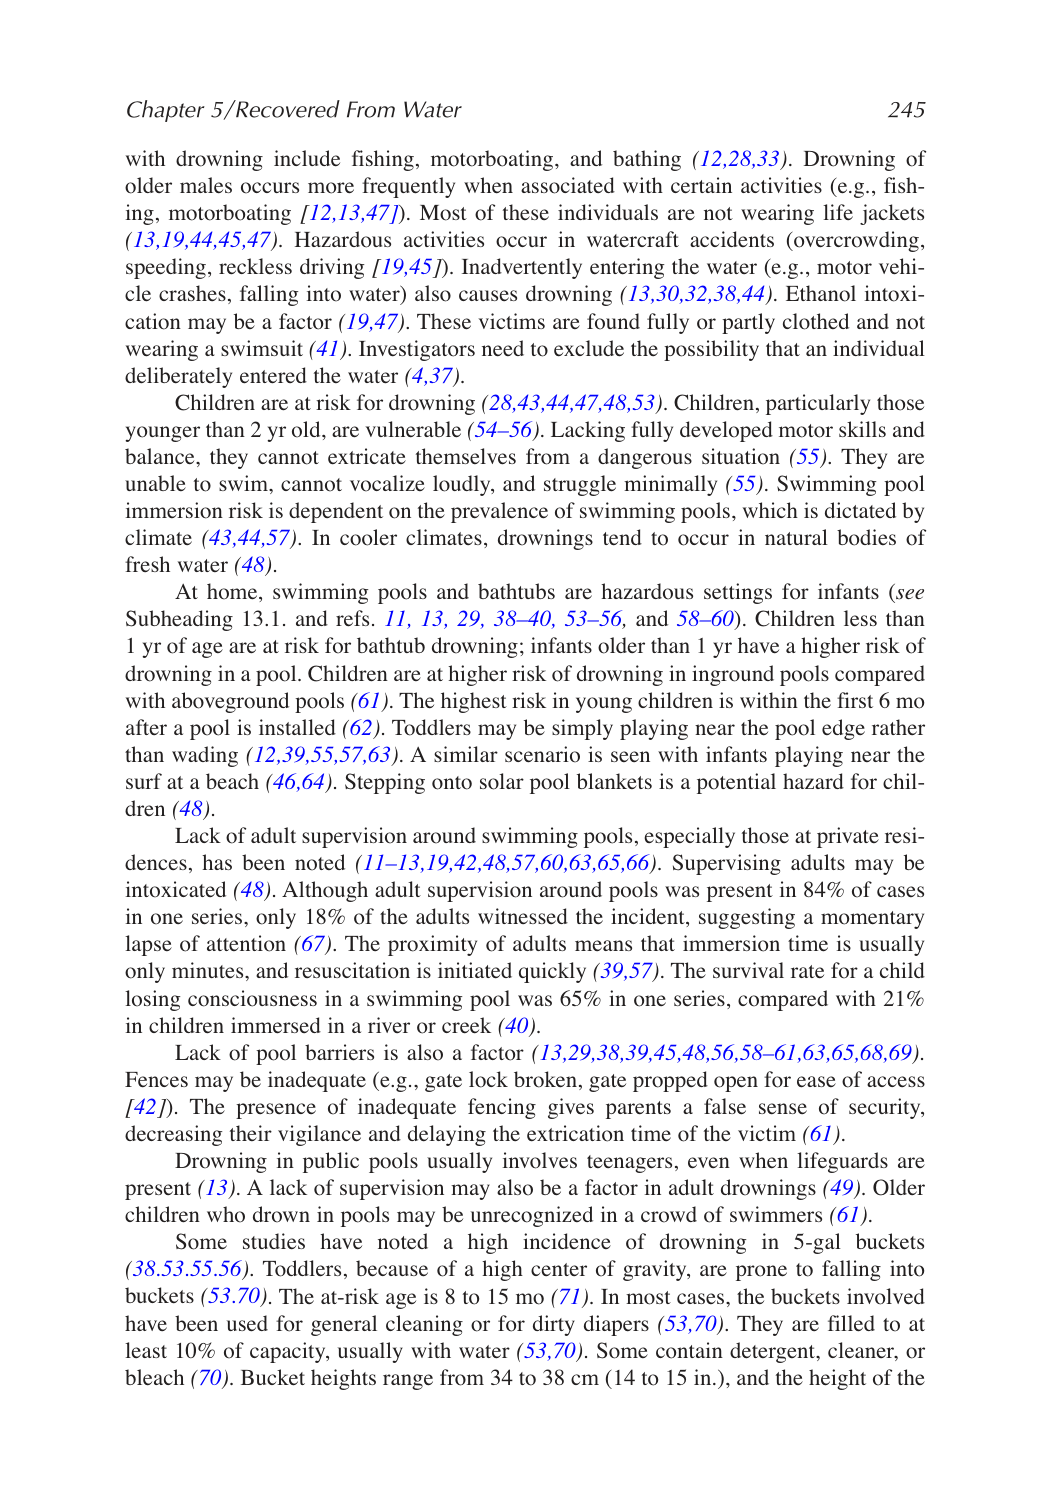 Chapter 5/Recovered From Water 245
with drowning include fishing, motorboating, and bathing (12,28,33). Drowning of
older males occurs more frequently when associated with certain activities (e.g., fish-
ing, motorboating [12,13,47]). Most of these individuals are not wearing life jackets
(13,19,44,45,47). Hazardous activities occur in watercraft accidents (overcrowding,
speeding, reckless driving [19,45]). Inadvertently entering the water (e.g., motor vehi-
cle crashes, falling into water) also causes drowning (13,30,32,38,44). Ethanol intoxi-
cation may be a factor (19,47). These victims are found fully or partly clothed and not
wearing a swimsuit (41). Investigators need to exclude the possibility that an individual
deliberately entered the water (4,37).
Children are at risk for drowning (28,43,44,47,48,53). Children, particularly those
younger than 2 yr old, are vulnerable (54–56). Lacking fully developed motor skills and
balance, they cannot extricate themselves from a dangerous situation (55). They are
unable to swim, cannot vocalize loudly, and struggle minimally (55). Swimming pool
immersion risk is dependent on the prevalence of swimming pools, which is dictated by
climate (43,44,57). In cooler climates, drownings tend to occur in natural bodies of
fresh water (48).
At home, swimming pools and bathtubs are hazardous settings for infants (see
Subheading 13.1. and refs. 11, 13, 29, 38–40, 53–56, and 58–60). Children less than
1 yr of age are at risk for bathtub drowning; infants older than 1 yr have a higher risk of
drowning in a pool. Children are at higher risk of drowning in inground pools compared
with aboveground pools (61). The highest risk in young children is within the first 6 mo
after a pool is installed (62). Toddlers may be simply playing near the pool edge rather
than wading (12,39,55,57,63). A similar scenario is seen with infants playing near the
surf at a beach (46,64). Stepping onto solar pool blankets is a potential hazard for chil-
dren (48).
Lack of adult supervision around swimming pools, especially those at private resi-
dences, has been noted (11–13,19,42,48,57,60,63,65,66). Supervising adults may be
intoxicated (48). Although adult supervision around pools was present in 84% of cases
in one series, only 18% of the adults witnessed the incident, suggesting a momentary
lapse of attention (67). The proximity of adults means that immersion time is usually
only minutes, and resuscitation is initiated quickly (39,57). The survival rate for a child
losing consciousness in a swimming pool was 65% in one series, compared with 21%
in children immersed in a river or creek (40).
Lack of pool barriers is also a factor (13,29,38,39,45,48,56,58–61,63,65,68,69).
Fences may be inadequate (e.g., gate lock broken, gate propped open for ease of access
[42]). The presence of inadequate fencing gives parents a false sense of security,
decreasing their vigilance and delaying the extrication time of the victim (61).
Drowning in public pools usually involves teenagers, even when lifeguards are
present (13). A lack of supervision may also be a factor in adult drownings (49). Older
children who drown in pools may be unrecognized in a crowd of swimmers (61).
Some studies have noted a high incidence of drowning in 5-gal buckets
(38.53.55.56). Toddlers, because of a high center of gravity, are prone to falling into
buckets (53.70). The at-risk age is 8 to 15 mo (71). In most cases, the buckets involved
have been used for general cleaning or for dirty diapers (53,70). They are filled to at
least 10% of capacity, usually with water (53,70). Some contain detergent, cleaner, or
bleach (70). Bucket heights range from 34 to 38 cm (14 to 15 in.), and the height of the